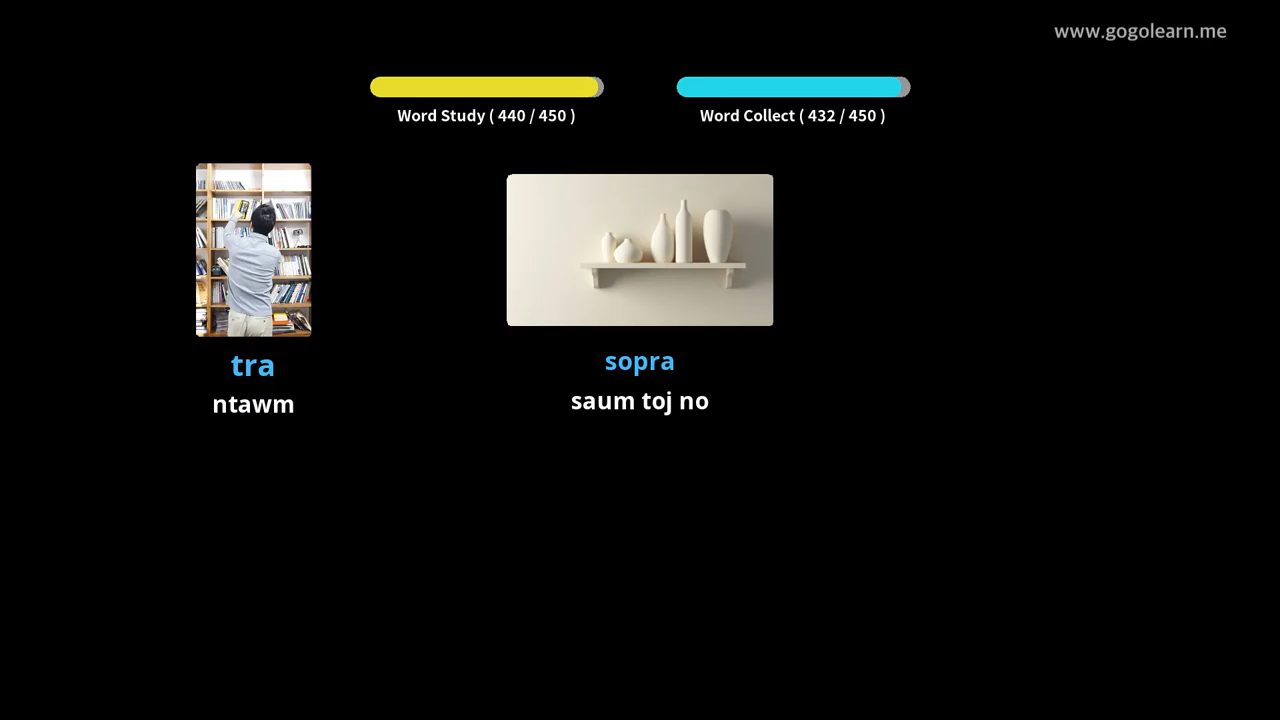 www.gogolearn.me
Word Study ( 440 / 450 )
Word Collect ( 432 / 450 )
tra
ntawm
sopra
saum toj no